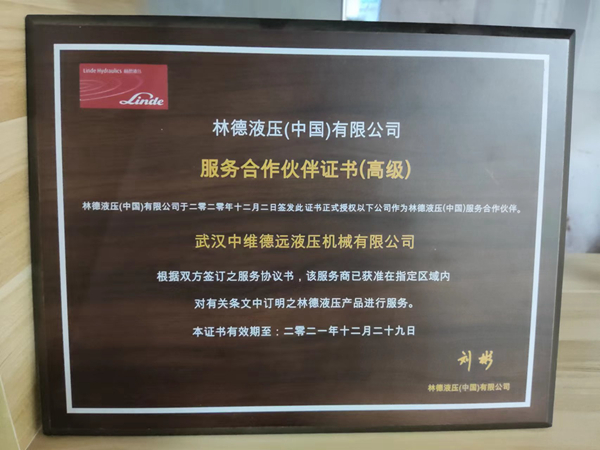 Linde Hydraulics 林德液压
Linde
林德液压(中国)有限公司
服务合作伙伴证书(高级)
林德液压(中国)有限公司于二零二零年十二月二日签发此证书正式授权以下公司作为林德液压(中国)服务合作伙伴。
武汉中维德远液压机械有限公司
根据双方签订之服务协议书，该服务商已获准在指定区域内
对有关条文中订明之林德液压产品进行服务。
本证书有效期至：二零二一年十二月二十九日
刘彬
林德液压(中国)有限公司